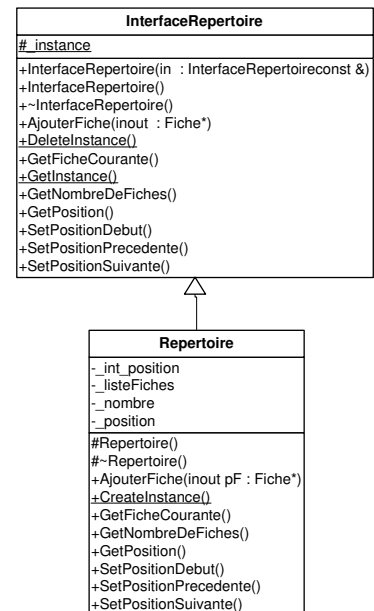 InterfaceRepertoire
#_instance
+InterfaceRepertoire(in  : InterfaceRepertoireconst &)
+InterfaceRepertoire()
+~InterfaceRepertoire()
+AjouterFiche(inout  : Fiche*)
+DeleteInstance()
+GetFicheCourante()
+GetInstance()
+GetNombreDeFiches()
+GetPosition()
+SetPositionDebut()
+SetPositionPrecedente()
+SetPositionSuivante()
Repertoire
-_int_position
-_listeFiches
-_nombre
-_position
#Repertoire()
#~Repertoire()
+AjouterFiche(inout pF : Fiche*)
+CreateInstance()
+GetFicheCourante()
+GetNombreDeFiches()
+GetPosition()
+SetPositionDebut()
+SetPositionPrecedente()
+SetPositionSuivante()